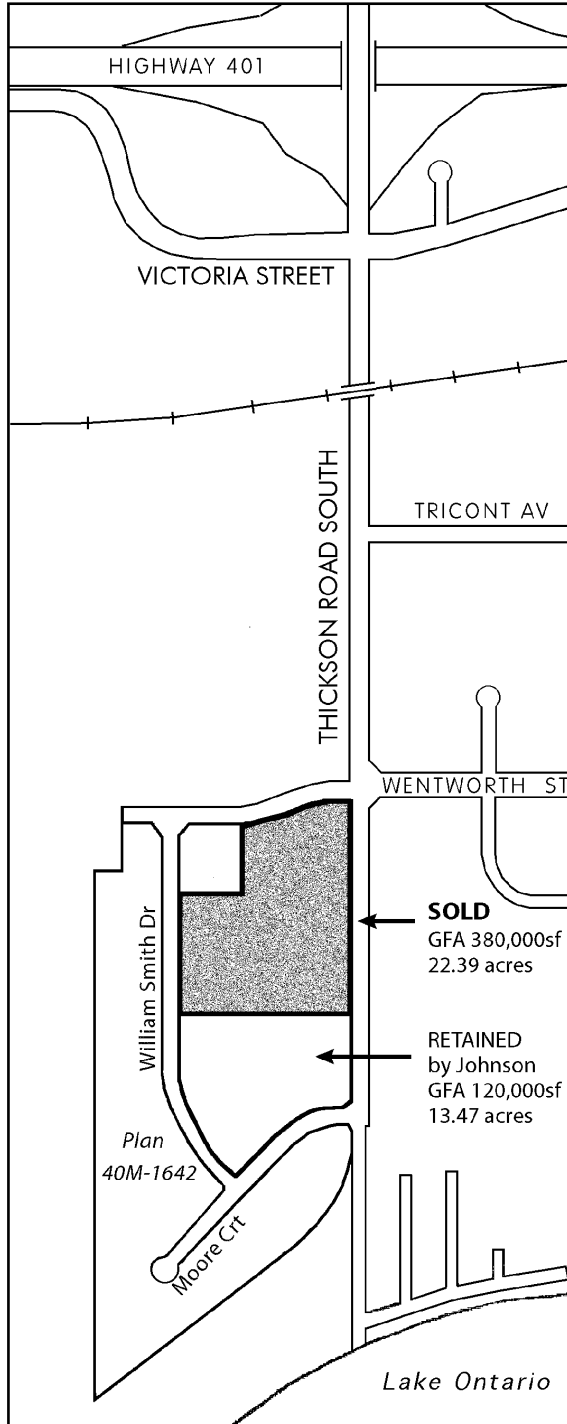 HIGHWAY 401
VICTORIA STREET
THICKSON ROAD SOUTH
TRICONT AV
WENTWORTH ST
William Smith Dr
SOLD
GFA 380,000sf
22.39 acres
RETAINED
by Johnson
GFA 120,000sf
13.47 acres
Plan
40M-1642
Moore Crt
Lake Ontario